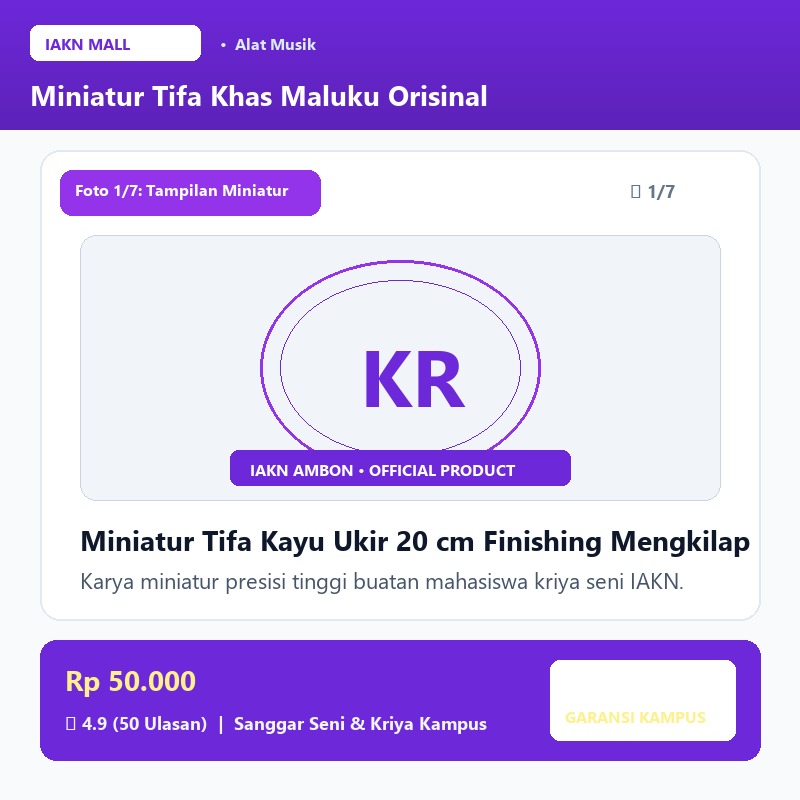 IAKN MALL
• Alat Musik
Miniatur Tifa Khas Maluku Orisinal
Foto 1/7: Tampilan Miniatur
1/7
KR
IAKN AMBON • OFFICIAL PRODUCT
Miniatur Tifa Kayu Ukir 20 cm Finishing Mengkilap
Karya miniatur presisi tinggi buatan mahasiswa kriya seni IAKN.
Rp 50.000
4.9 (50 Ulasan) | Sanggar Seni & Kriya Kampus
GARANSI KAMPUS